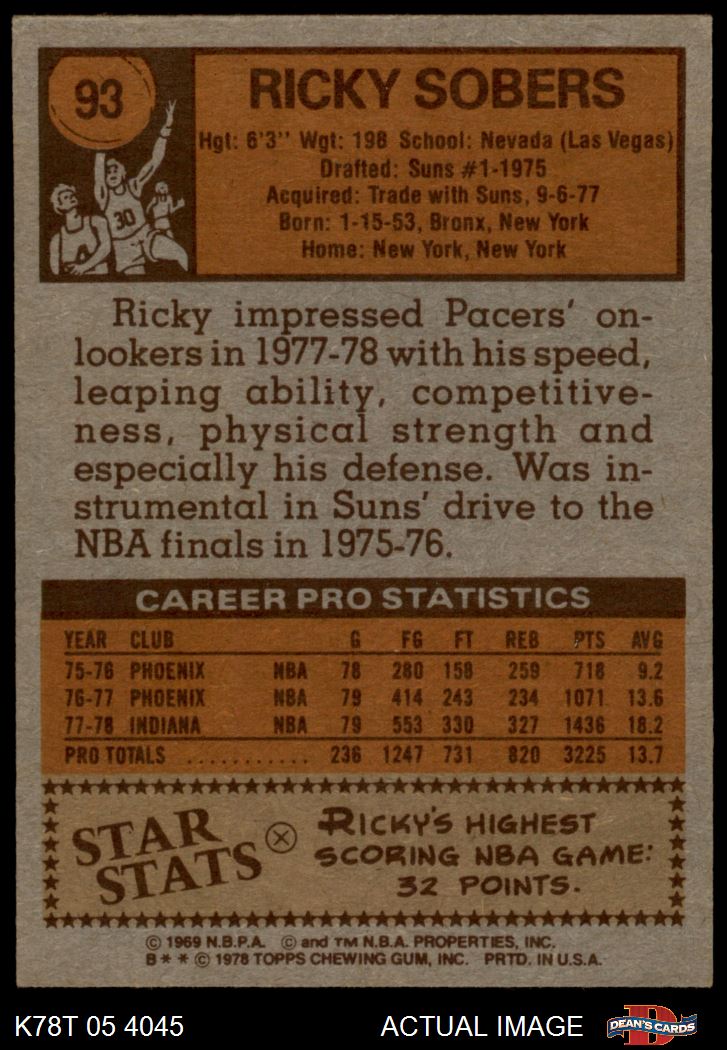 93
RICKY SOBERS
Hgt: 6'3" Wgt: 198 School: Nevada (Las Vegas)
Drafted: Suns #1-1975
Acquired: Trade with Suns, 9-6-77
Born: 1-15-53, Bronx, New York
Home: New York, New York
30
Ricky impressed Pacers' on-
lookers in 1977-78 with his speed,
leaping ability, competitive-
ness, physical strength and
especially his defense. Was in-
strumental in Suns' drive to the
NBA finals in 1975-76.
CAREER PRO STATISTICS
YEAR CLUB G FG FT REB PTS AVG
75-76 PHOENIX NBA 78 280 158 259 718 9.2
76-77 PHOENIX NBA 79 414 243 234 1071 13.6
77-78 INDIANA NBA 79 553 330 327 1436 18.2
PRO TOTALS ........... 236 1247 731 820 3225 13.7
STAR
STATS
RICKY'S HIGHEST
SCORING NBA GAME:
32 POINTS.
© 1969 N.B.P.A. © and TM N.B.A. PROPERTIES, INC.
B* * © 1978 TOPPS CHEWING GUM, INC. PRTD. IN U.S.A.
K78T 05 4045 ACTUAL IMAGE D DEAN'S CARDS